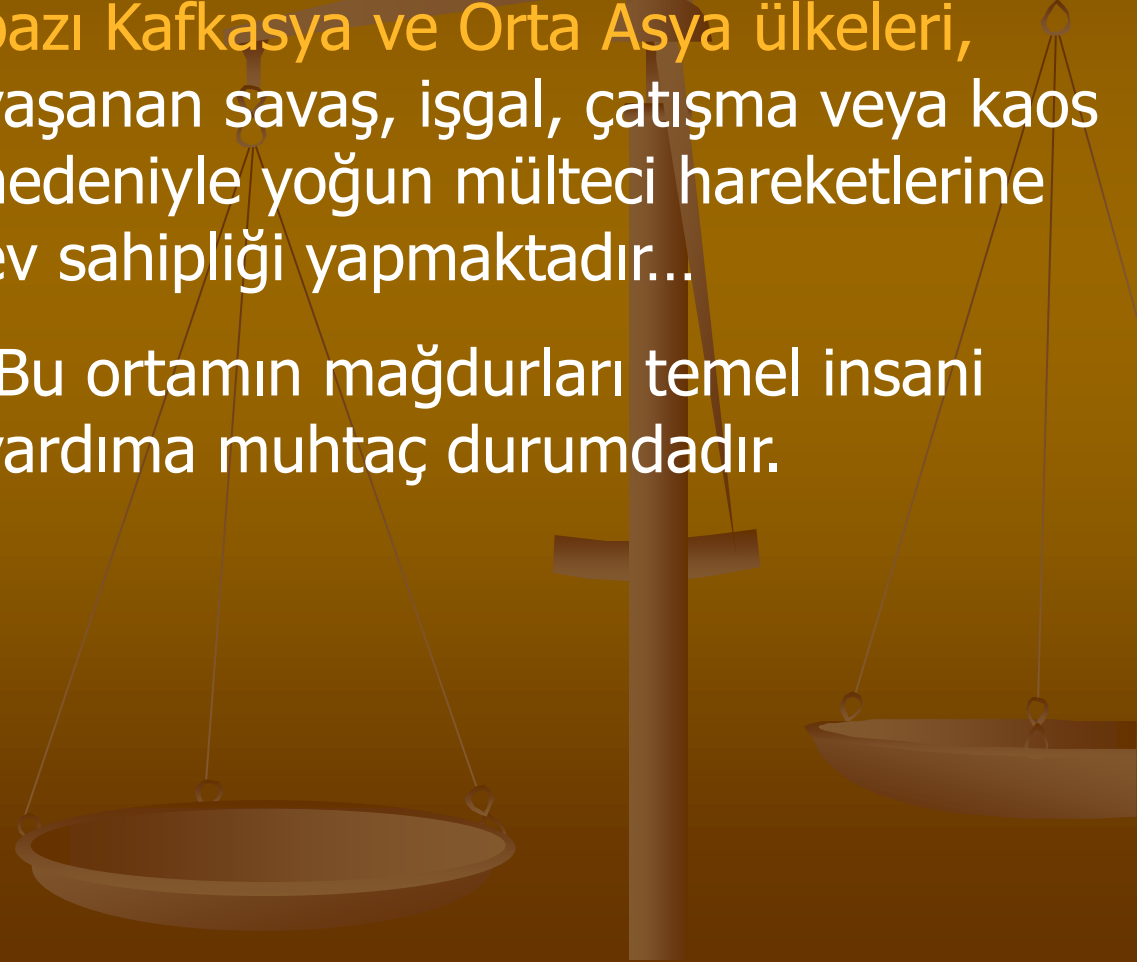 bazı Kafkasya ve Orta Asya ülkeleri,
yaşanan savaş, işgal, çatışma veya kaos
nedeniyle yoğun mülteci hareketlerine
ev sahipliği yapmaktadır…
Bu ortamın mağdurları temel insani
yardıma muhtaç durumdadır.